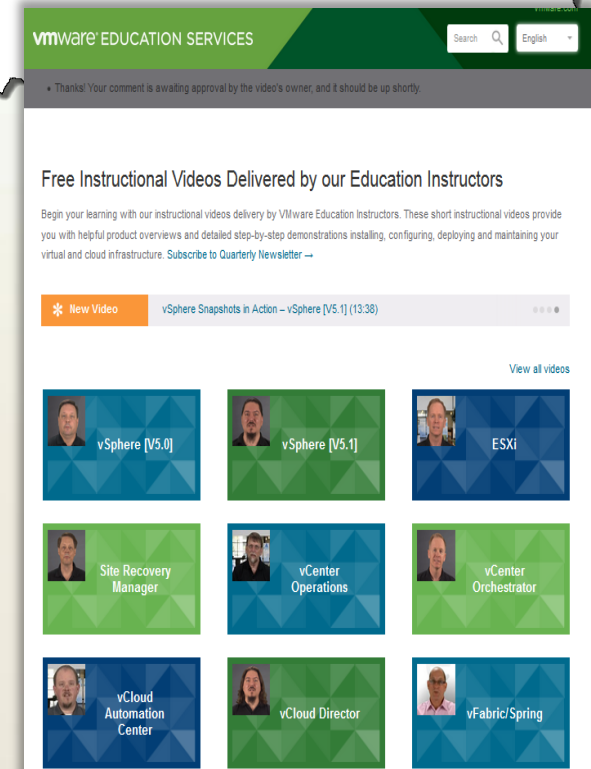 vmware.com
vmware® EDUCATION SERVICES
Search
English
• Thanks! Your comment is awaiting approval by the video's owner, and it should be up shortly.
Free Instructional Videos Delivered by our Education Instructors
Begin your learning with our instructional videos delivery by VMware Education Instructors. These short instructional videos provide
you with helpful product overviews and detailed step-by-step demonstrations installing, configuring, deploying and maintaining your
virtual and cloud infrastructure. Subscribe to Quarterly Newsletter →
New Video
vSphere Snapshots in Action – vSphere [V5.1] (13:38)
View all videos
vSphere [V5.0]
vSphere [V5.1]
ESXi
Site Recovery
Manager
vCenter
Operations
vCenter
Orchestrator
vCloud
Automation
Center
vCloud Director
vFabric/Spring